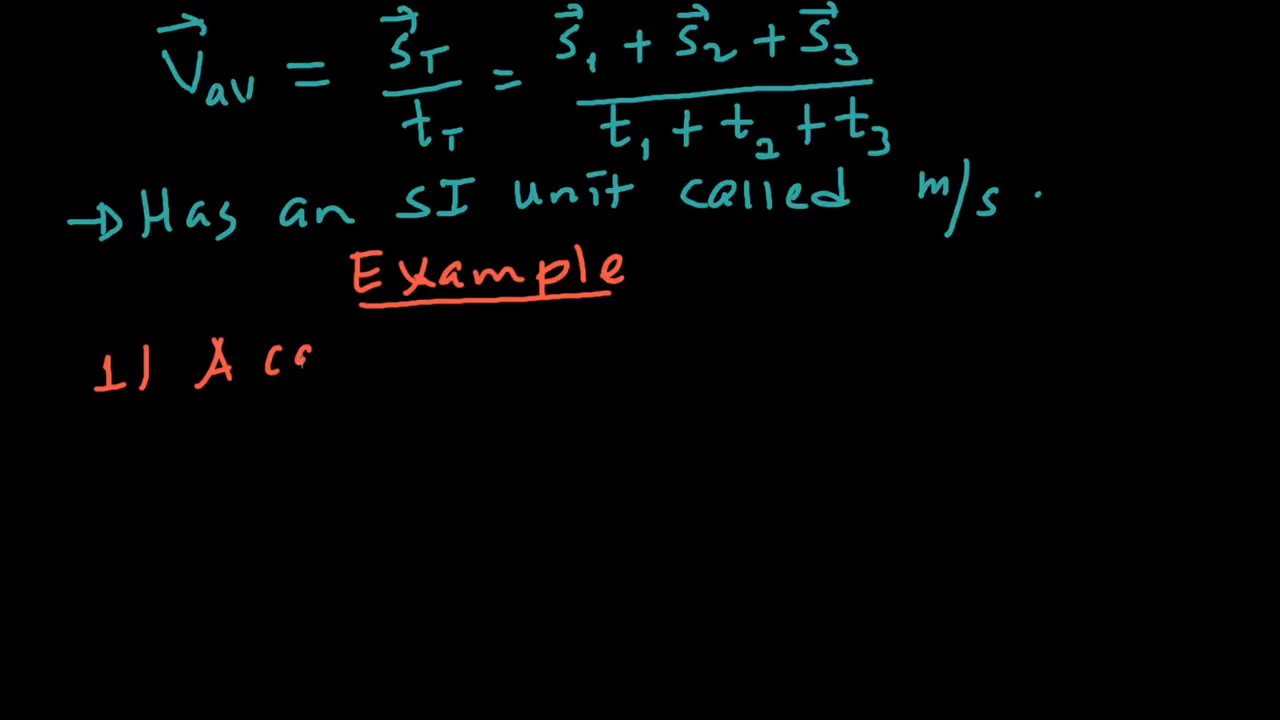 V⃗av = s⃗T / tT = (s⃗1 + s⃗2 + s⃗3) / (t1 + t2 + t3)
→ Has an SI unit called m/s.
Example
1) A